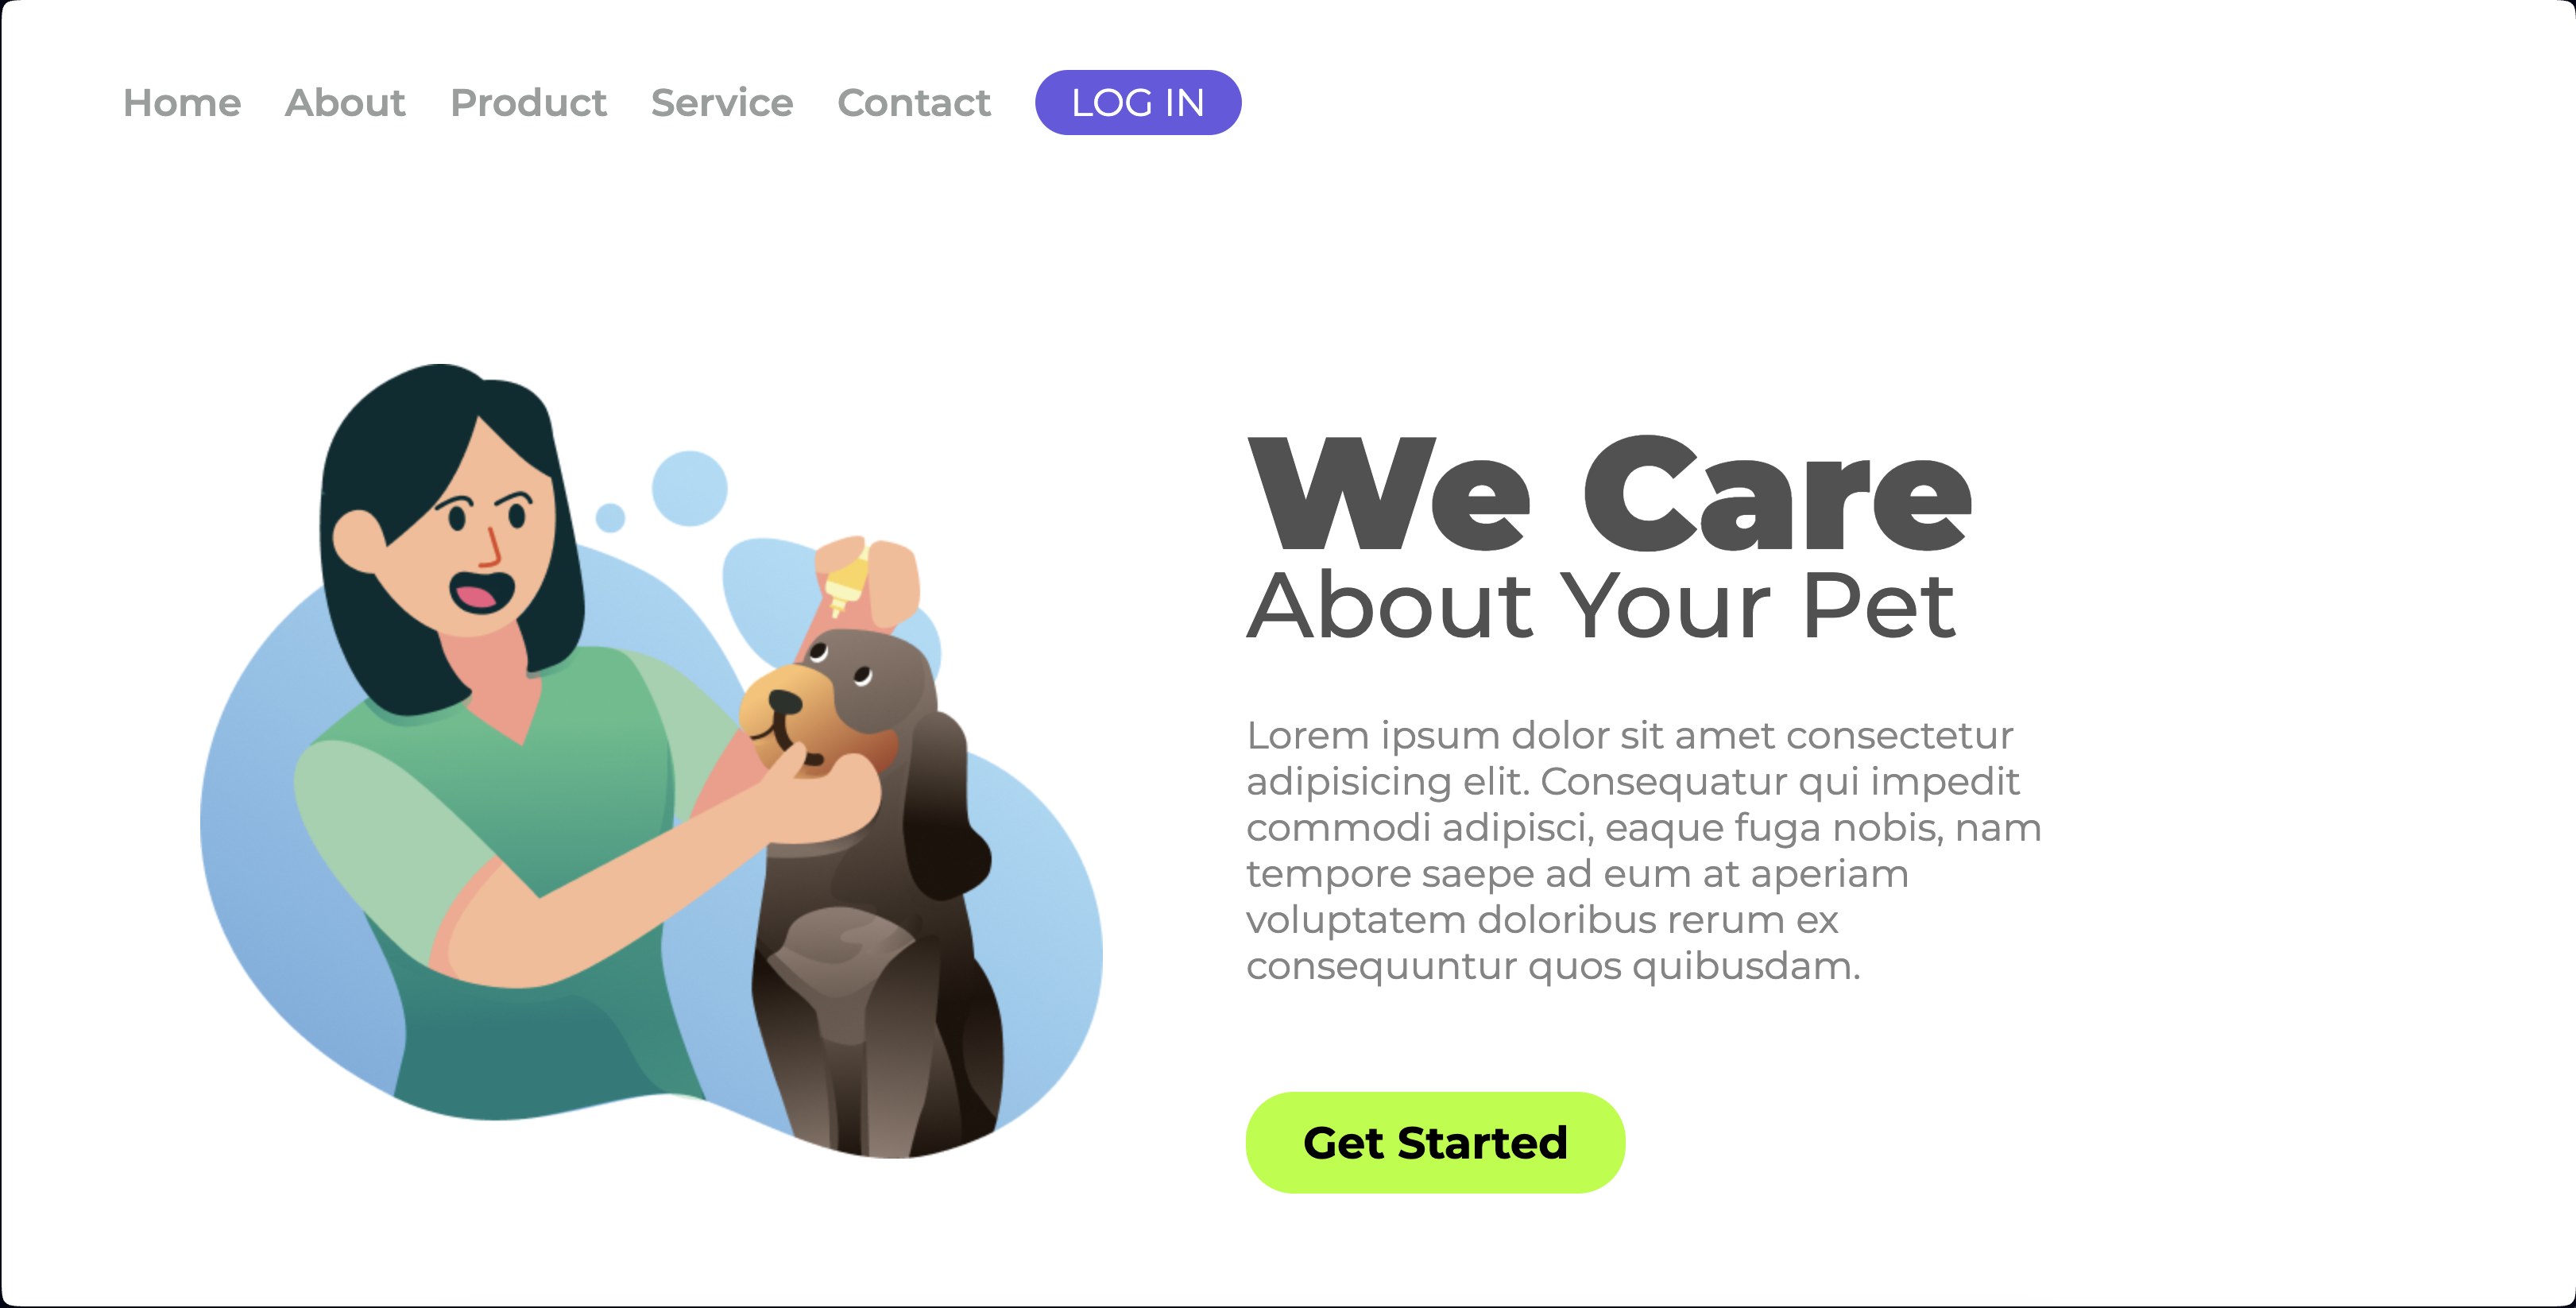 Home About Product Service Contact LOG IN
We Care
About Your Pet
Lorem ipsum dolor sit amet consectetur
adipisicing elit. Consequatur qui impedit
commodi adipisci, eaque fuga nobis, nam
tempore saepe ad eum at aperiam
voluptatem doloribus rerum ex
consequuntur quos quibusdam.
Get Started